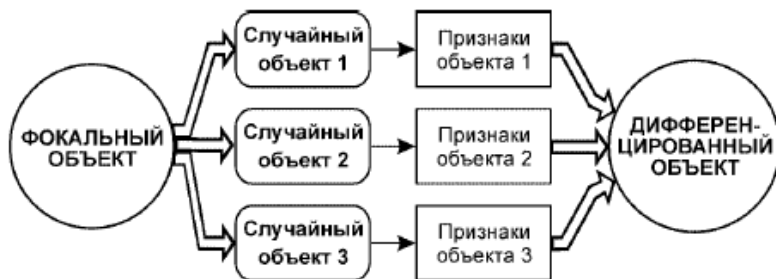 ФОКАЛЬНЫЙ
ОБЪЕКТ
Случайный
объект 1
Признаки
объекта 1
Случайный
объект 2
Признаки
объекта 2
Случайный
объект 3
Признаки
объекта 3
ДИФФЕРЕН-
ЦИРОВАННЫЙ
ОБЪЕКТ